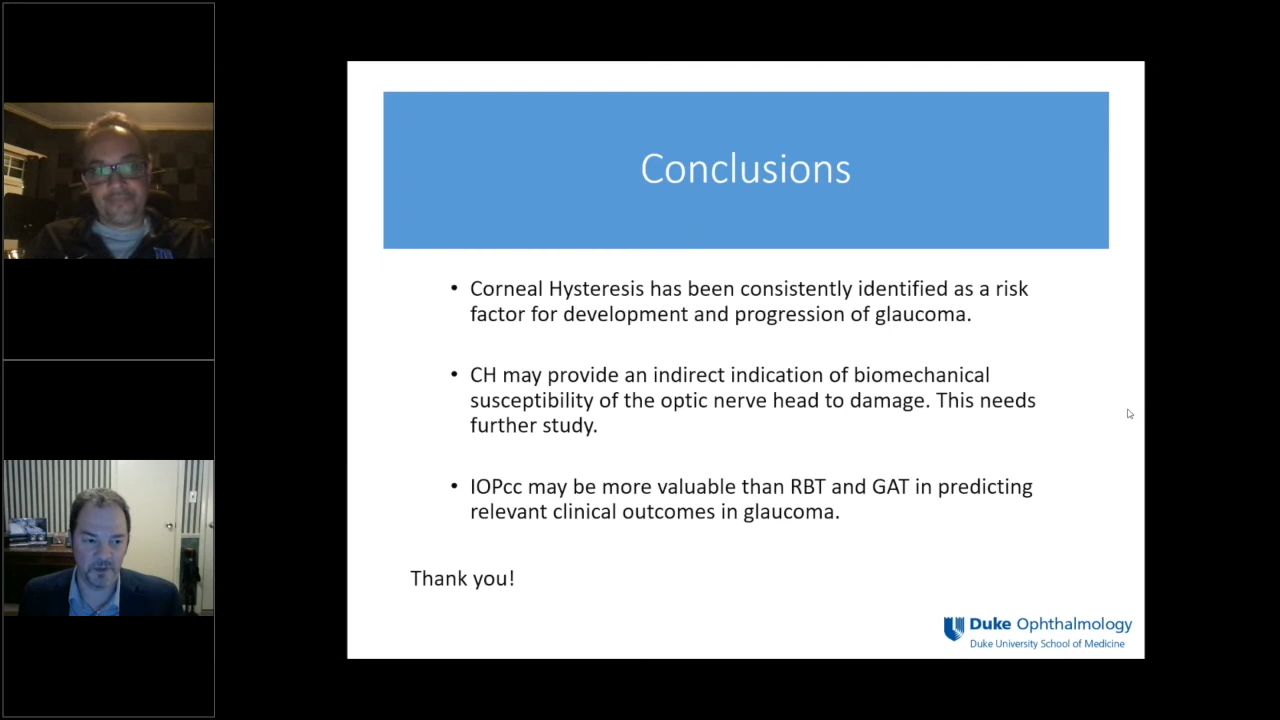 Conclusions
• Corneal Hysteresis has been consistently identified as a risk
factor for development and progression of glaucoma.
• CH may provide an indirect indication of biomechanical
susceptibility of the optic nerve head to damage. This needs
further study.
• IOPcc may be more valuable than RBT and GAT in predicting
relevant clinical outcomes in glaucoma.
Thank you!
Duke Ophthalmology
Duke University School of Medicine